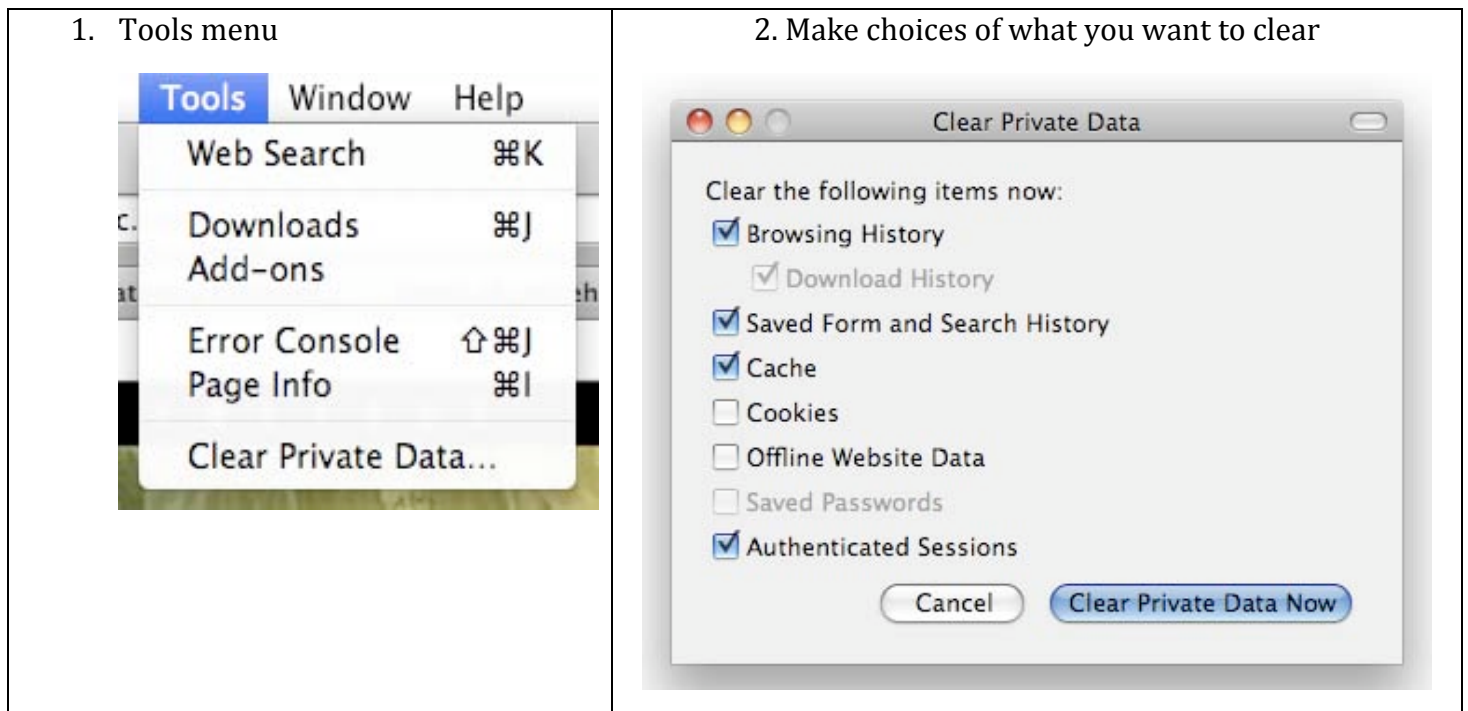 1. Tools menu
Tools Window Help
Web Search ⌘K
c.
Downloads ⌘J
Add-ons
at eh
Error Console ⇧⌘J
Page Info ⌘I
Clear Private Data...
2. Make choices of what you want to clear
Clear Private Data
Clear the following items now:
Browsing History
Download History
Saved Form and Search History
Cache
Cookies
Offline Website Data
Saved Passwords
Authenticated Sessions
Cancel Clear Private Data Now